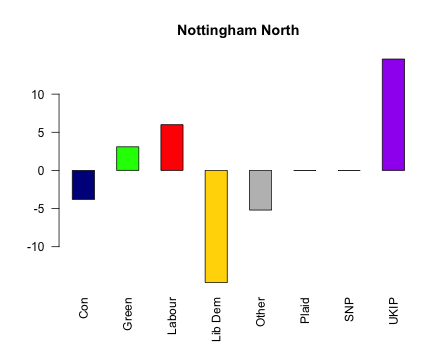 Nottingham North
10
5
0
-5
-10
Con
Green
Labour
Lib Dem
Other
Plaid
SNP
UKIP